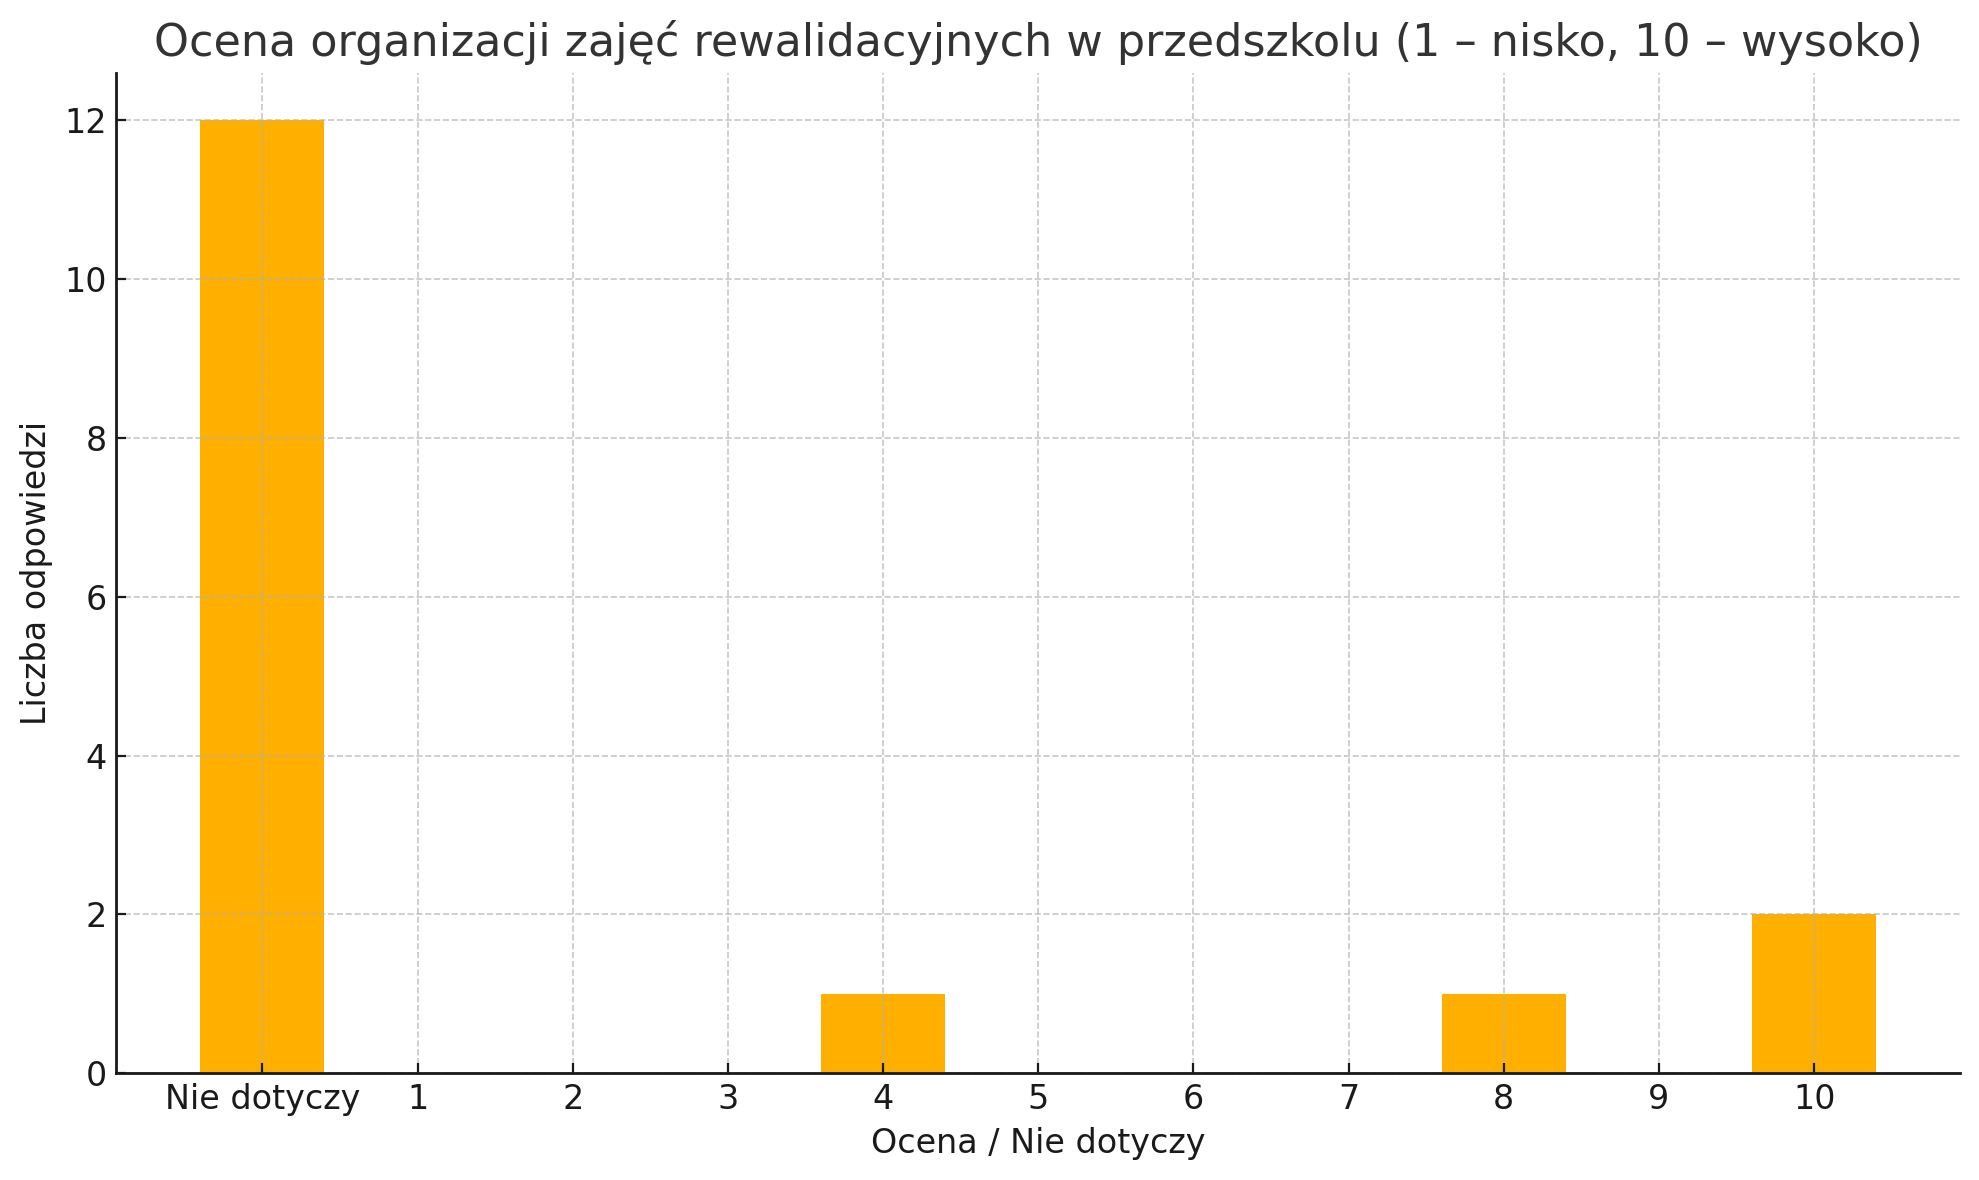 Ocena organizacji zajęć rewalidacyjnych w przedszkolu (1 – nisko, 10 – wysoko)
Liczba odpowiedzi
12
10
8
6
4
2
0
Nie dotyczy 1 2 3 4 5 6 7 8 9 10
Ocena / Nie dotyczy